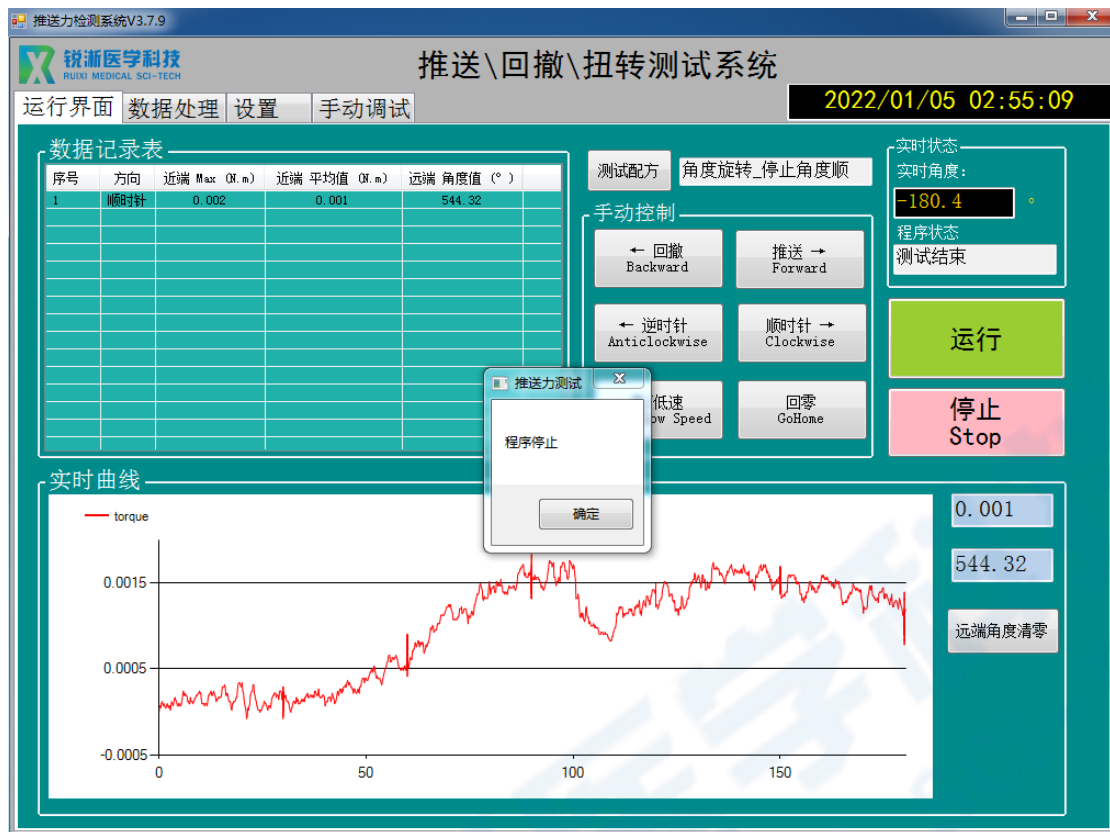 推送力检测系统V3.7.9
锐浙医学科技
RUIXI MEDICAL SCI-TECH
推送\回撤\扭转测试系统
2022/01/05 02:55:09
运行界面 数据处理 设置 手动调试
数据记录表
序号 方向 近端 Max (N.m) 近端 平均值 (N.m) 远端 角度值 (°)
1 顺时针 0.002 0.001 544.32
测试配方 角度旋转_停止角度顺
手动控制
← 回撤
Backward
推送 →
Forward
← 逆时针
Anticlockwise
顺时针 →
Clockwise
低速
ow Speed
回零
GoHome
实时状态
实时角度:
-180.4 °
程序状态
测试结束
运行
停止
Stop
推送力测试
程序停止
确定
实时曲线
torque
0.0015
0.0005
-0.0005
0 50 100 150
0.001
544.32
远端角度清零